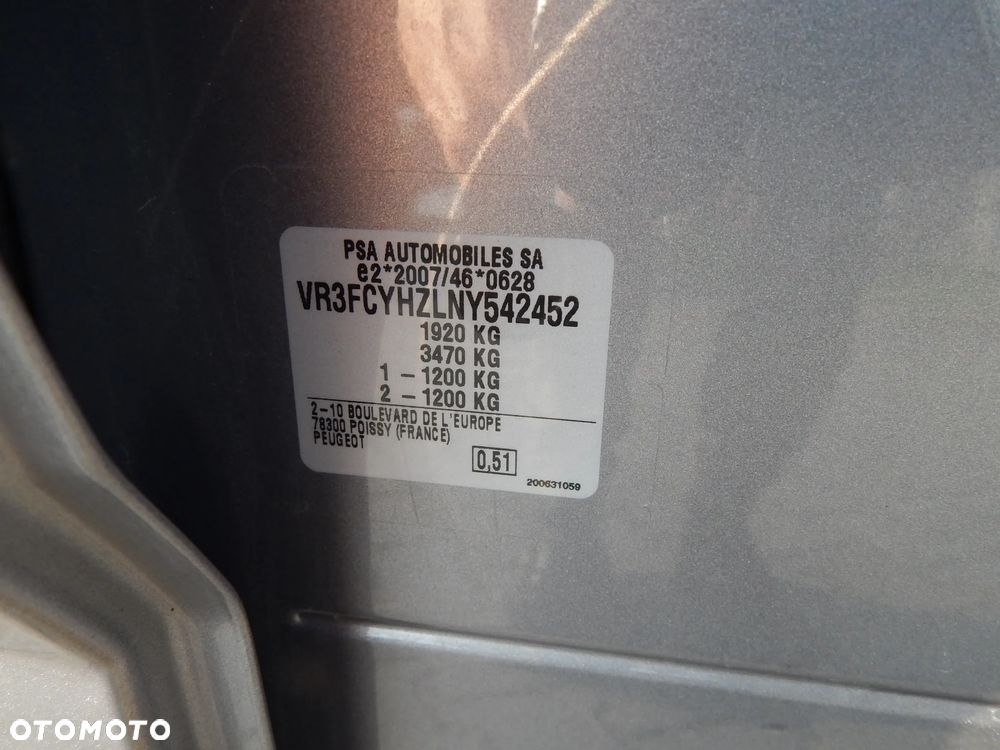 PSA AUTOMOBILES SA
e2*2007/46*0628
VR3FCYHZLNY542452
1920 KG
3470 KG
1 – 1200 KG
2 – 1200 KG
2–10 BOULEVARD DE L'EUROPE
78300 POISSY (FRANCE)
PEUGEOT
0,51
200631059
OTOMOTO